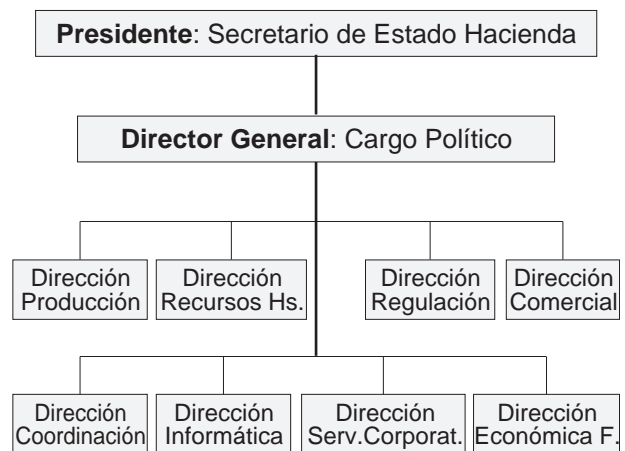 Presidente: Secretario de Estado Hacienda
Director General: Cargo Político
Dirección
Producción
Dirección
Recursos Hs.
Dirección
Regulación
Dirección
Comercial
Dirección
Coordinación
Dirección
Informática
Dirección
Serv.Corporat.
Dirección
Económica F.